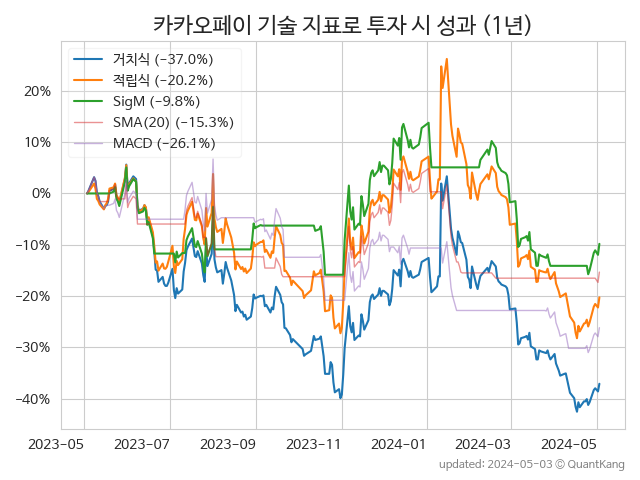 카카오페이 기술 지표로 투자 시 성과 (1년)
거치식 (−37.0%)
적립식 (−20.2%)
SigM (−9.8%)
SMA(20) (−15.3%)
MACD (−26.1%)
20%
10%
0%
−10%
−20%
−30%
−40%
2023-05 2023-07 2023-09 2023-11 2024-01 2024-03 2024-05
updated: 2024-05-03 © QuantKang